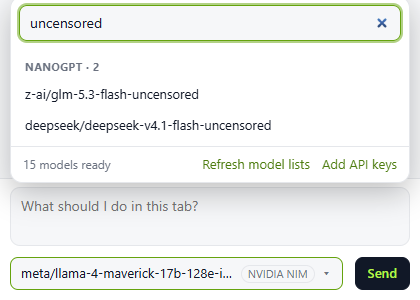 uncensored
NANOGPT · 2
z-ai/glm-5.3-flash-uncensored
deepseek/deepseek-v4.1-flash-uncensored
15 models ready Refresh model lists Add API keys
What should I do in this tab?
meta/llama-4-maverick-17b-128e-i... NVIDIA NIM Send